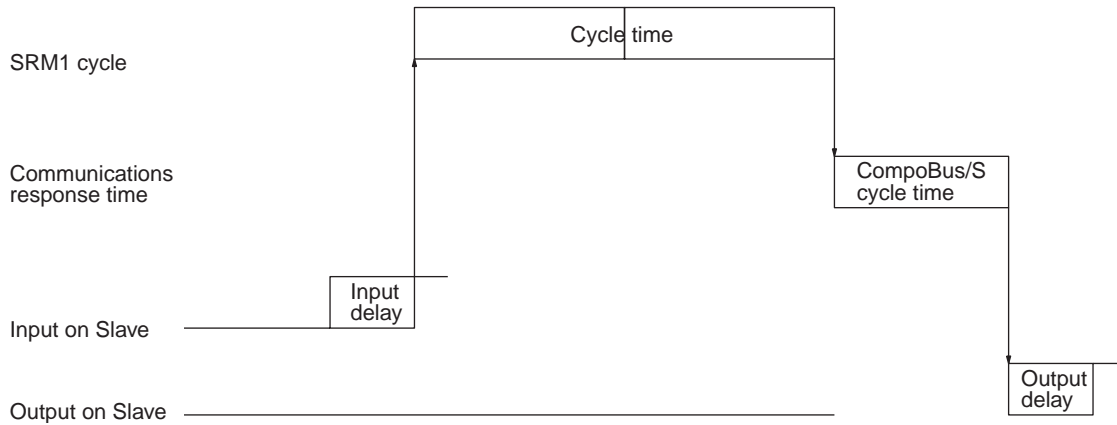 Cycle time
SRM1 cycle
Communications
response time
CompoBus/S
cycle time
Input
delay
Input on Slave
Output
delay
Output on Slave